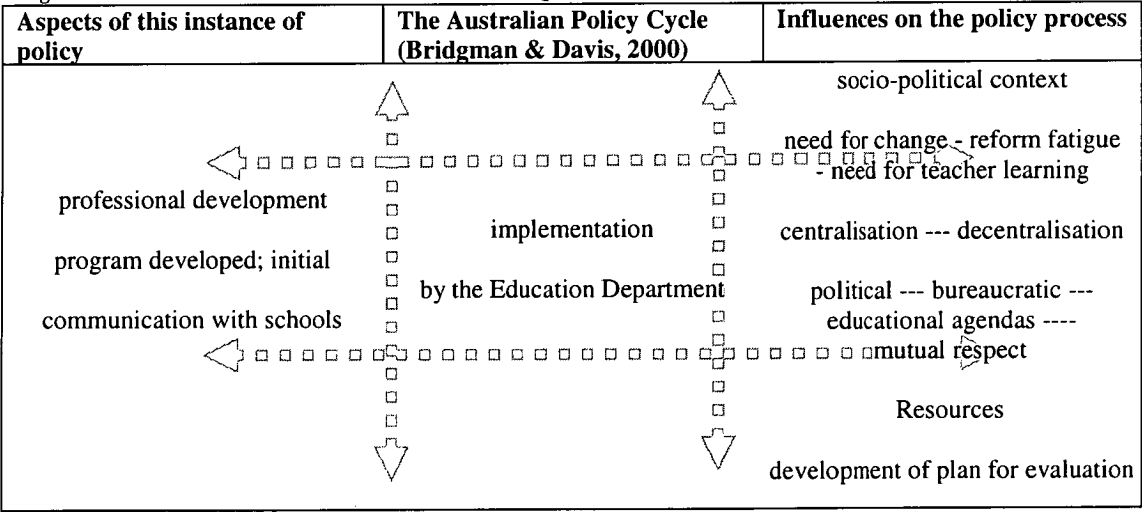 Aspects of this instance of
policy
The Australian Policy Cycle
(Bridgman & Davis, 2000)
Influences on the policy process
professional development
program developed; initial
communication with schools
implementation
by the Education Department
socio-political context
need for change - reform fatigue
- need for teacher learning
centralisation --- decentralisation
political --- bureaucratic ---
educational agendas ----
mutual respect
Resources
development of plan for evaluation